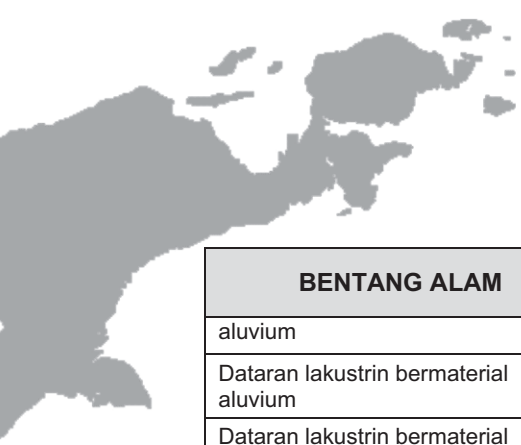 BENTANG ALAM
aluvium
Dataran lakustrin bermaterial
aluvium
Dataran lakustrin bermaterial